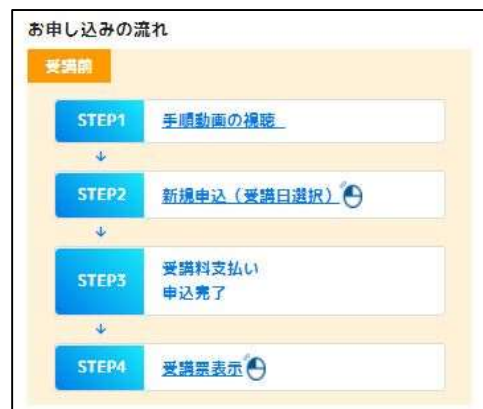 お申し込みの流れ
受講前
STEP1 手順動画の視聴
↓
STEP2 新規申込（受講日選択）
↓
STEP3 受講料支払い
申込完了
↓
STEP4 受講票表示